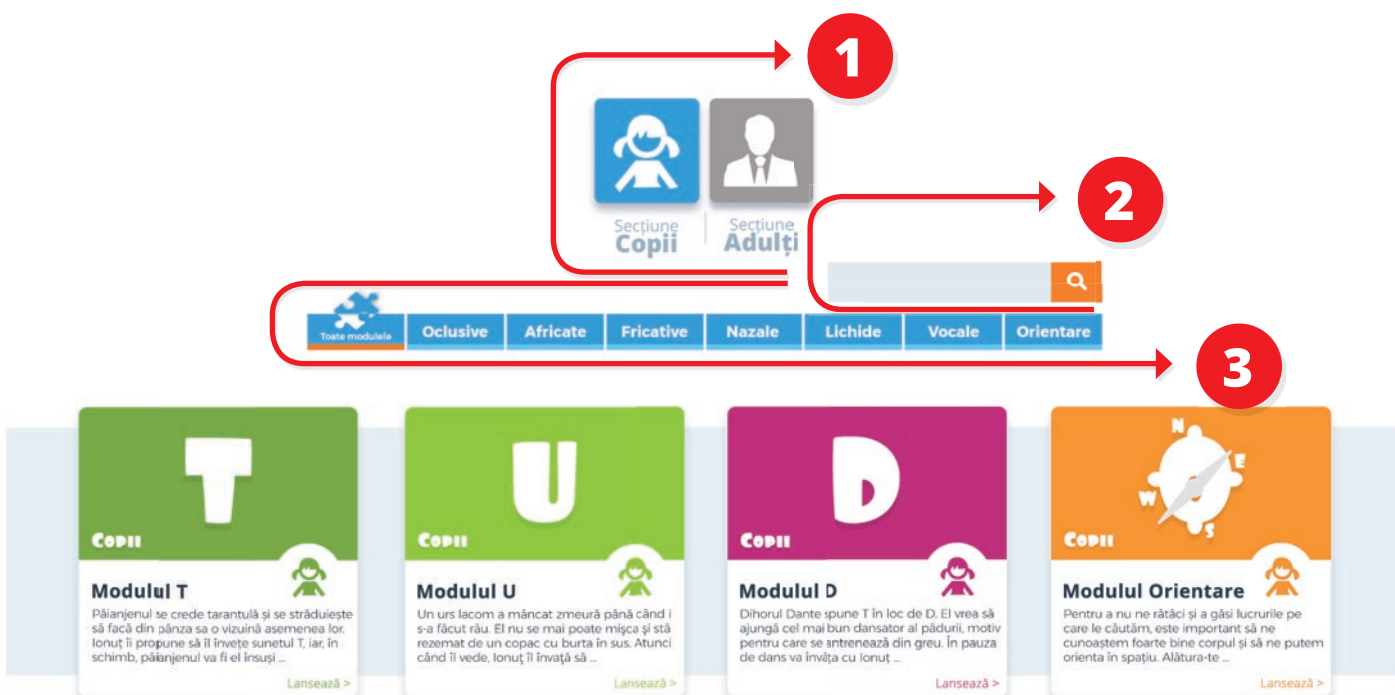 1
Secțiune
Copii
Secțiune
Adulți
2
Toate modulele
Oclusive
Africate
Fricative
Nazale
Lichide
Vocale
Orientare
3
T
Copii
Modulul T
Păianjenul se crede tarantulă și se străduiește
să facă din pânza sa o vizuină asemenea lor.
Ionuț îi propune să îl învețe sunetul T, iar, în
schimb, păianjenul va fi el însuși ...
Lansează >
U
Copii
Modulul U
Un urs lacom a mâncat zmeură până când i
s-a făcut rău. El nu se mai poate mișca și stă
rezemat de un copac cu burta în sus. Atunci
când îl vede, Ionuț îl învață să ...
Lansează >
D
Copii
Modulul D
Dihorul Dante spune T în loc de D. El vrea să
ajungă cel mai bun dansator al pădurii, motiv
pentru care se antrenează din greu. În pauza
de dans va învăța cu Ionuț ...
Lansează >
N
E
W
S
Copii
Modulul Orientare
Pentru a nu ne rătăci și a găsi lucrurile pe
care le căutăm, este important să ne
cunoaștem foarte bine corpul și să ne putem
orienta în spațiu. Alătura-te ...
Lansează >